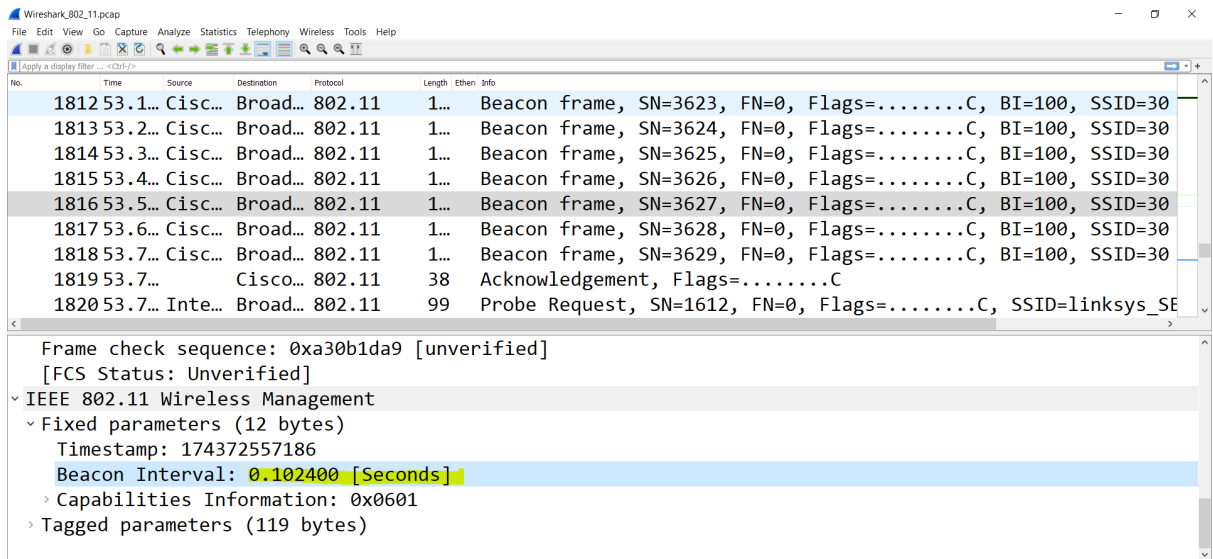 Wireshark_802_11.pcap
File Edit View Go Capture Analyze Statistics Telephony Wireless Tools Help
Apply a display filter ... <Ctrl-/>
No. Time Source Destination Protocol Length Ethen Info
1812 53.1… Cisc… Broad… 802.11 1… Beacon frame, SN=3623, FN=0, Flags=........C, BI=100, SSID=30
1813 53.2… Cisc… Broad… 802.11 1… Beacon frame, SN=3624, FN=0, Flags=........C, BI=100, SSID=30
1814 53.3… Cisc… Broad… 802.11 1… Beacon frame, SN=3625, FN=0, Flags=........C, BI=100, SSID=30
1815 53.4… Cisc… Broad… 802.11 1… Beacon frame, SN=3626, FN=0, Flags=........C, BI=100, SSID=30
1816 53.5… Cisc… Broad… 802.11 1… Beacon frame, SN=3627, FN=0, Flags=........C, BI=100, SSID=30
1817 53.6… Cisc… Broad… 802.11 1… Beacon frame, SN=3628, FN=0, Flags=........C, BI=100, SSID=30
1818 53.7… Cisc… Broad… 802.11 1… Beacon frame, SN=3629, FN=0, Flags=........C, BI=100, SSID=30
1819 53.7… Cisco… 802.11 38 Acknowledgement, Flags=........C
1820 53.7… Inte… Broad… 802.11 99 Probe Request, SN=1612, FN=0, Flags=........C, SSID=linksys_SE
Frame check sequence: 0xa30b1da9 [unverified]
[FCS Status: Unverified]
IEEE 802.11 Wireless Management
Fixed parameters (12 bytes)
Timestamp: 174372557186
Beacon Interval: 0.102400 [Seconds]
Capabilities Information: 0x0601
Tagged parameters (119 bytes)